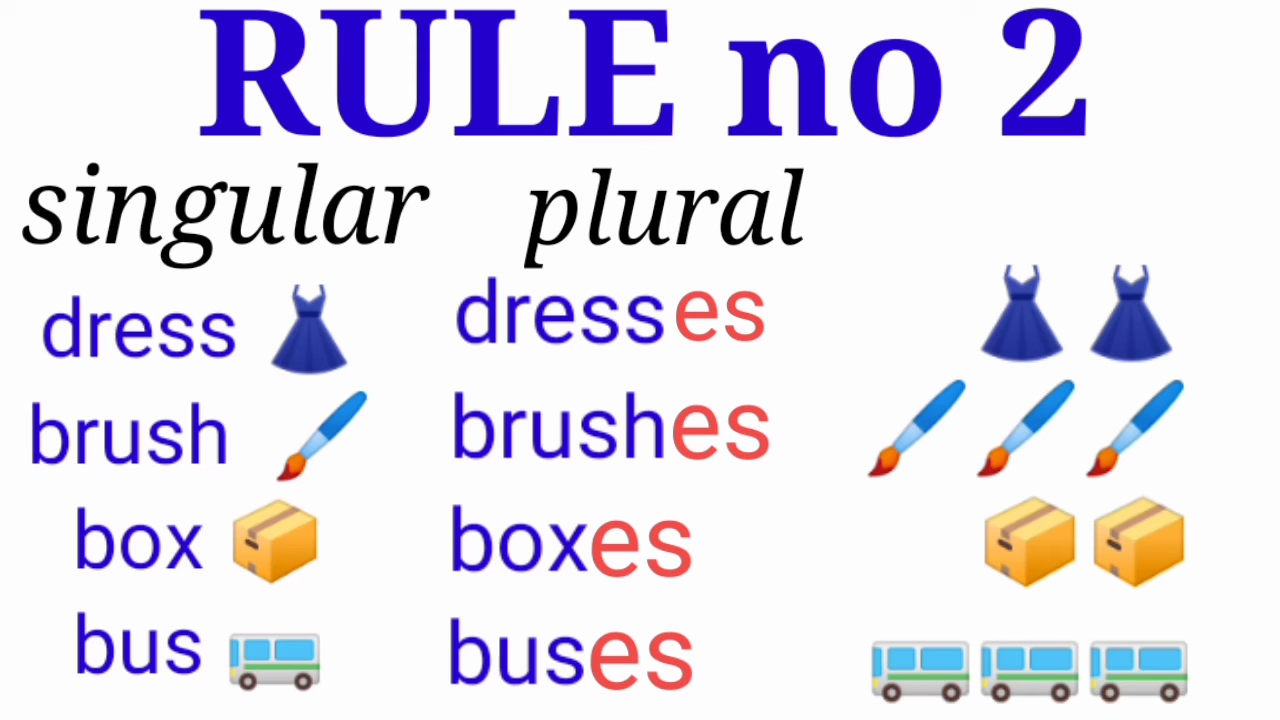 RULE no 2
singular plural
dress dresses
brush brushes
box boxes
bus buses